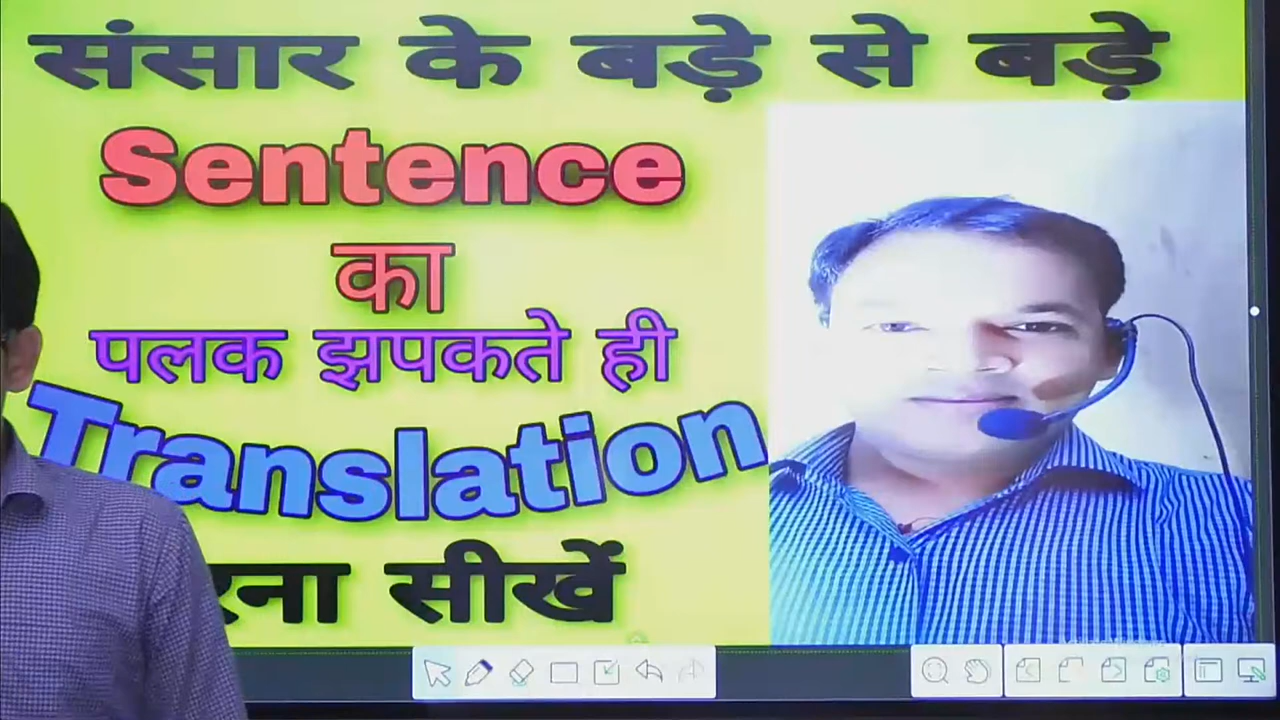 संसार के बड़े से बड़े
Sentence
का
पलक झपकते ही
Translation
सीखें